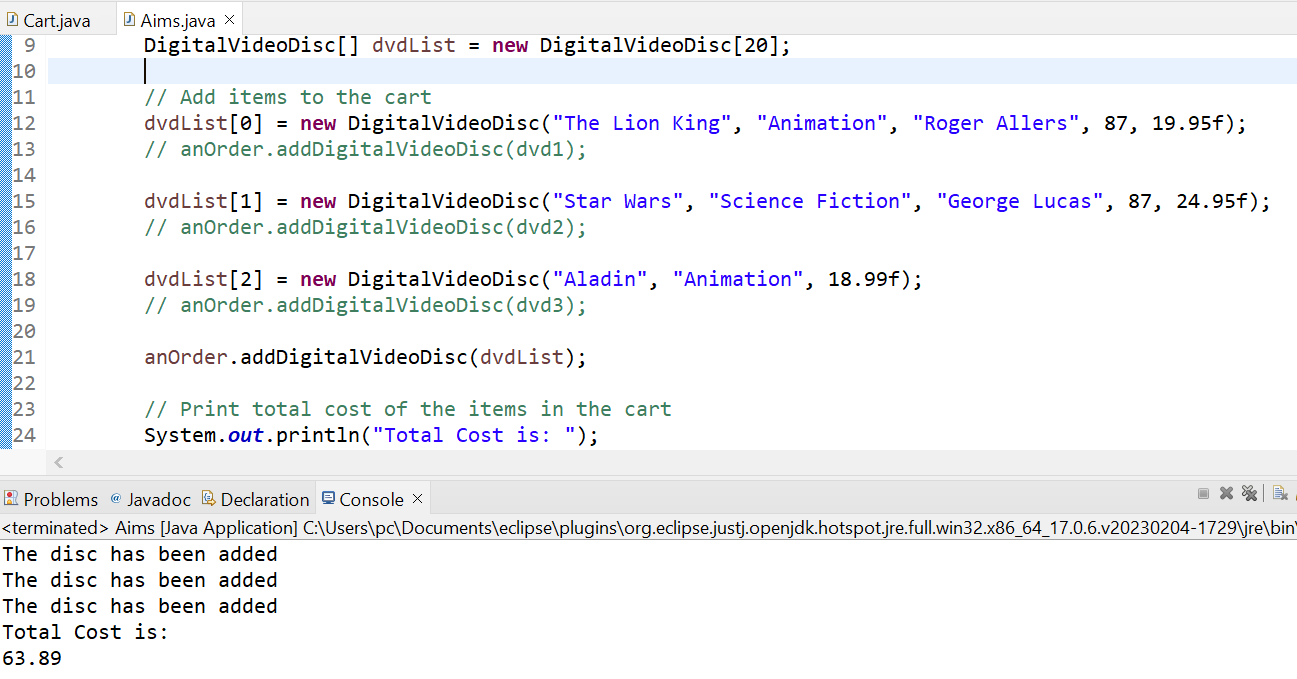 Cart.java Aims.java
9 DigitalVideoDisc[] dvdList = new DigitalVideoDisc[20];
10
11 // Add items to the cart
12 dvdList[0] = new DigitalVideoDisc("The Lion King", "Animation", "Roger Allers", 87, 19.95f);
13 // anOrder.addDigitalVideoDisc(dvd1);
14
15 dvdList[1] = new DigitalVideoDisc("Star Wars", "Science Fiction", "George Lucas", 87, 24.95f);
16 // anOrder.addDigitalVideoDisc(dvd2);
17
18 dvdList[2] = new DigitalVideoDisc("Aladin", "Animation", 18.99f);
19 // anOrder.addDigitalVideoDisc(dvd3);
20
21 anOrder.addDigitalVideoDisc(dvdList);
22
23 // Print total cost of the items in the cart
24 System.out.println("Total Cost is: ");
Problems @ Javadoc Declaration Console
<terminated> Aims [Java Application] C:\Users\pc\Documents\eclipse\plugins\org.eclipse.justj.openjdk.hotspot.jre.full.win32.x86_64_17.0.6.v20230204-1729\jre\bin\
The disc has been added
The disc has been added
The disc has been added
Total Cost is:
63.89